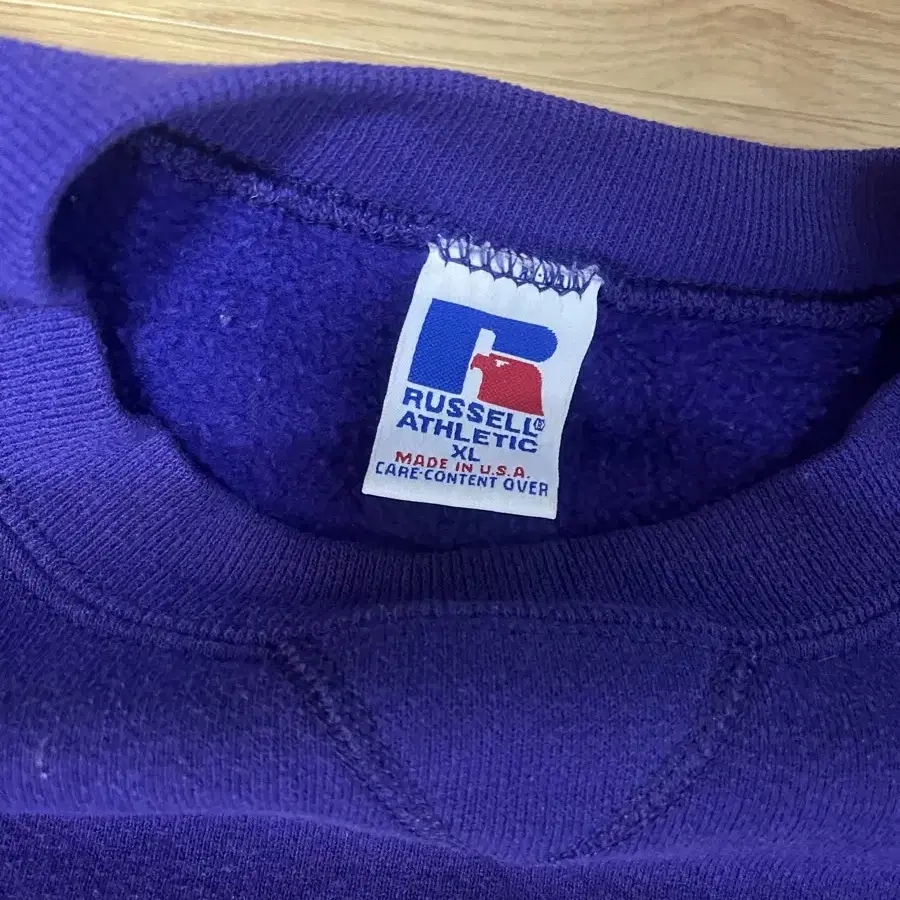 RUSSELL®
ATHLETIC
XL
MADE IN U.S.A.
CARE-CONTENT OVER